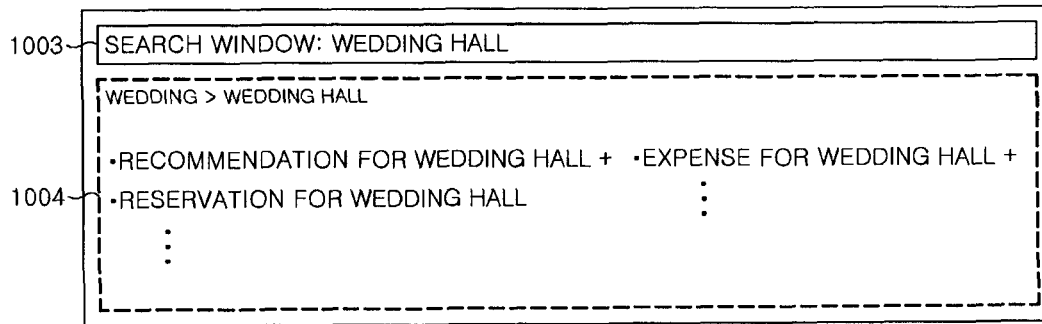 1003 SEARCH WINDOW: WEDDING HALL
WEDDING > WEDDING HALL
•RECOMMENDATION FOR WEDDING HALL + •EXPENSE FOR WEDDING HALL +
1004 •RESERVATION FOR WEDDING HALL